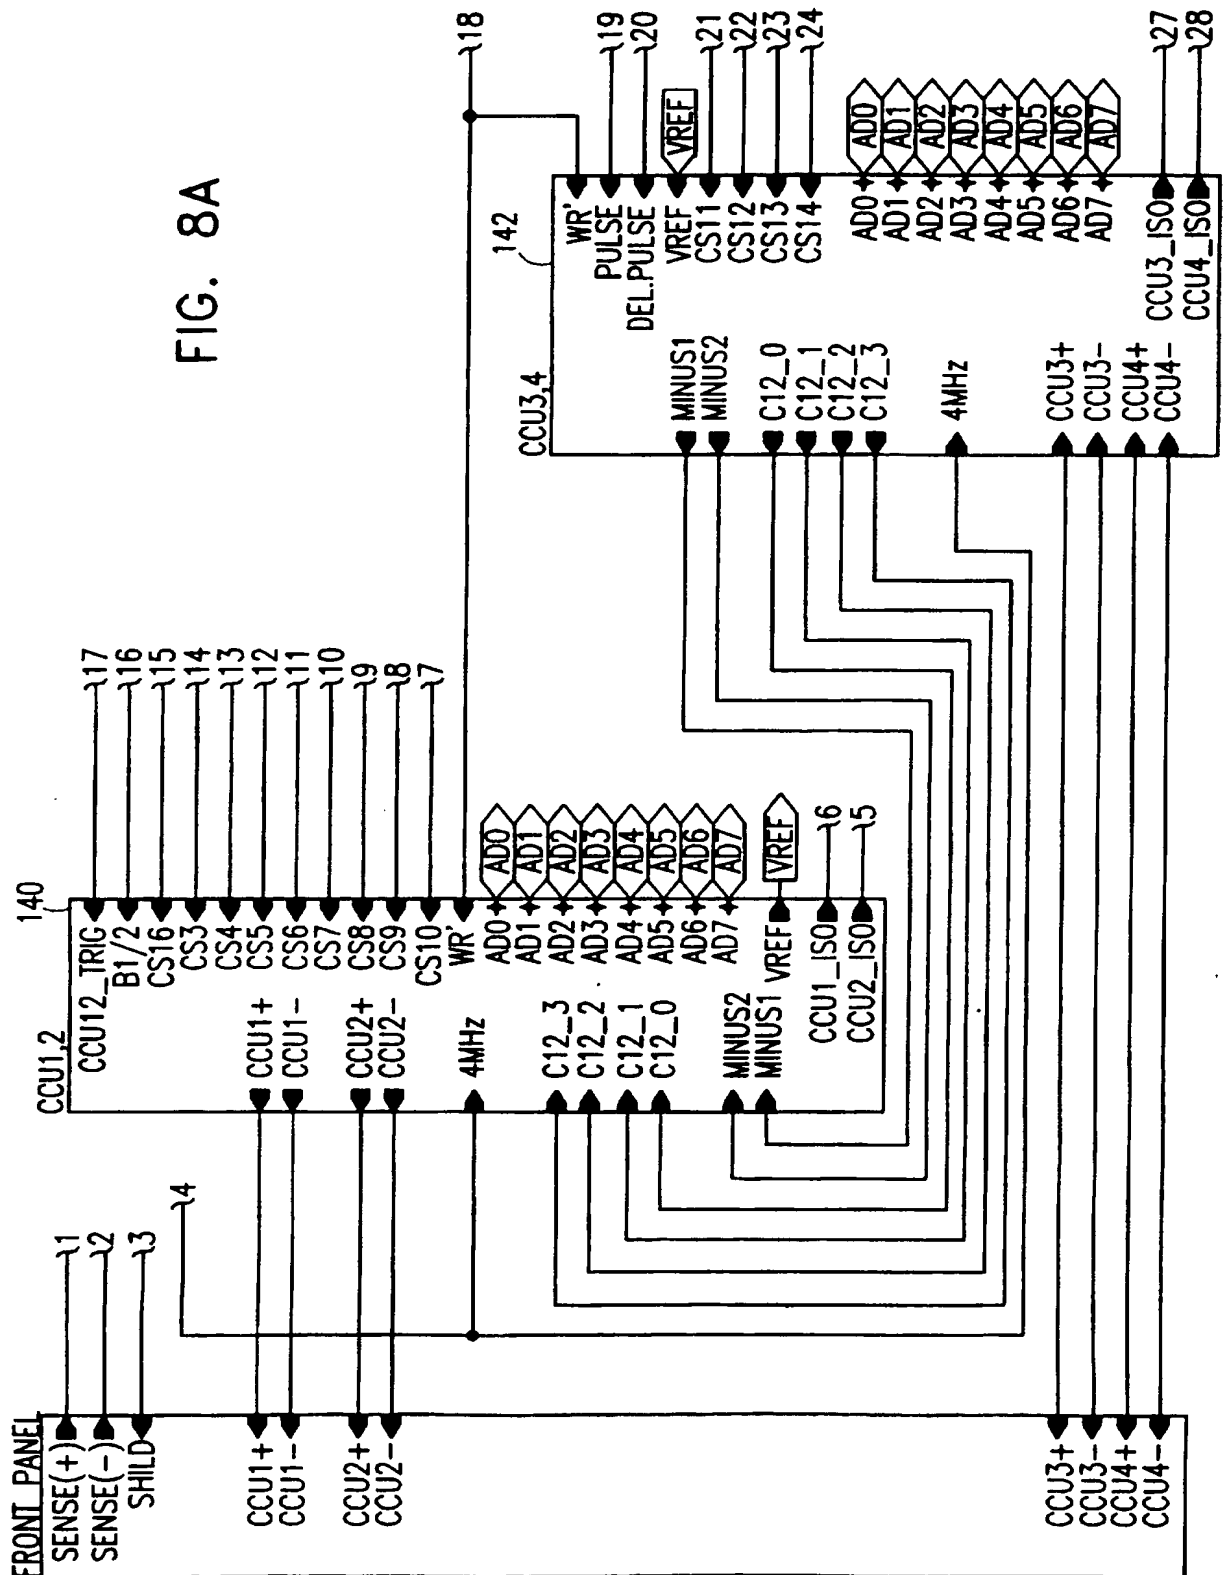 FIG. 8A
FRONT PANEL
SENSE(+)
SENSE(-)
SHILD
CCU1+
CCU1-
CCU2+
CCU2-
CCU3+
CCU3-
CCU4+
CCU4-
1
2
3
4
CCU1,2
140
CCU12_TRIG
B1/2
CS16
CS3
CS4
CS5
CS6
CS7
CS8
CS9
CS10
WR'
17
16
15
14
13
12
11
10
9
8
7
18
CCU1+
CCU1-
CCU2+
CCU2-
4MHz
C12_3
C12_2
C12_1
C12_0
MINUS2
MINUS1
AD0 AD0
AD1 AD1
AD2 AD2
AD3 AD3
AD4 AD4
AD5 AD5
AD6 AD6
AD7 AD7
VREF VREF
CCU1_ISO 6
CCU2_ISO 5
CCU3,4
142
WR'
PULSE 19
DEL.PULSE 20
VREF VREF
CS11 21
CS12 22
CS13 23
CS14 24
AD0 AD0
AD1 AD1
AD2 AD2
AD3 AD3
AD4 AD4
AD5 AD5
AD6 AD6
AD7 AD7
CCU3_ISO 27
CCU4_ISO 28
MINUS1
MINUS2
C12_0
C12_1
C12_2
C12_3
4MHz
CCU3+
CCU3-
CCU4+
CCU4-